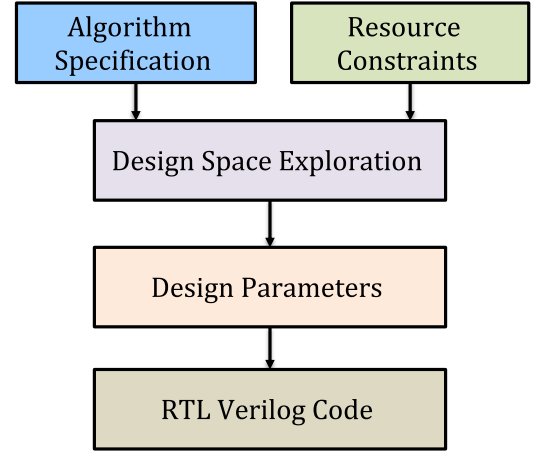 Algorithm
Specification
Resource
Constraints
Design Space Exploration
Design Parameters
RTL Verilog Code